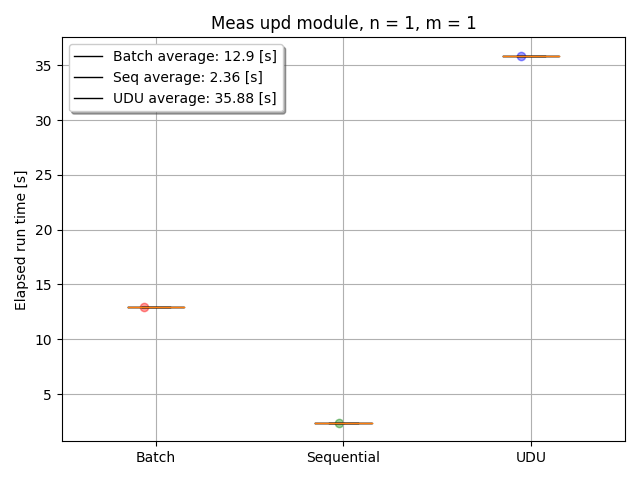 Meas upd module, n = 1, m = 1
Batch average: 12.9 [s]
Seq average: 2.36 [s]
UDU average: 35.88 [s]
Elapsed run time [s]
35
30
25
20
15
10
5
Batch
Sequential
UDU